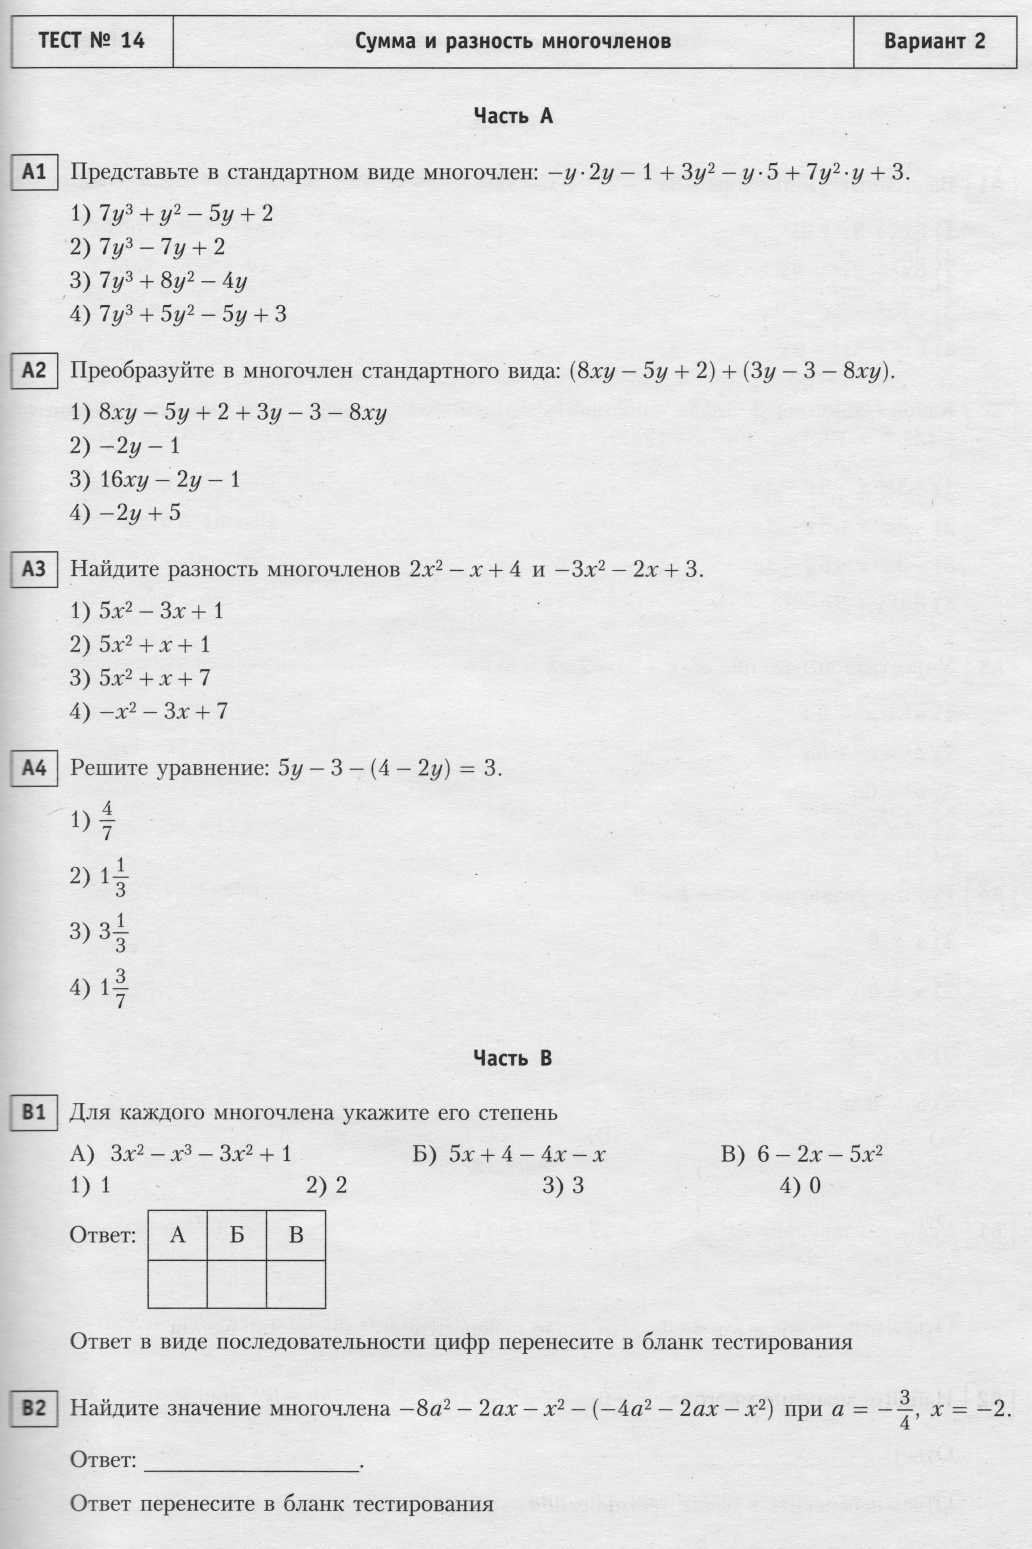 ТЕСТ № 14 Сумма и разность многочленов Вариант 2
Часть А
А1 Представьте в стандартном виде многочлен: −y·2y − 1 + 3y² − y·5 + 7y²·y + 3.
1) 7y³ + y² − 5y + 2
2) 7y³ − 7y + 2
3) 7y³ + 8y² − 4y
4) 7y³ + 5y² − 5y + 3
А2 Преобразуйте в многочлен стандартного вида: (8xy − 5y + 2) + (3y − 3 − 8xy).
1) 8xy − 5y + 2 + 3y − 3 − 8xy
2) −2y − 1
3) 16xy − 2y − 1
4) −2y + 5
А3 Найдите разность многочленов 2x² − x + 4 и −3x² − 2x + 3.
1) 5x² − 3x + 1
2) 5x² + x + 1
3) 5x² + x + 7
4) −x² − 3x + 7
А4 Решите уравнение: 5y − 3 − (4 − 2y) = 3.
1) 4/7
2) 1 1/3
3) 3 1/3
4) 1 3/7
Часть В
В1 Для каждого многочлена укажите его степень
А) 3x² − x³ − 3x² + 1 Б) 5x + 4 − 4x − x В) 6 − 2x − 5x²
1) 1 2) 2 3) 3 4) 0
Ответ: А Б В
Ответ в виде последовательности цифр перенесите в бланк тестирования
В2 Найдите значение многочлена −8a² − 2ax − x² − (−4a² − 2ax − x²) при a = −3/4, x = −2.
Ответ: ____________.
Ответ перенесите в бланк тестирования